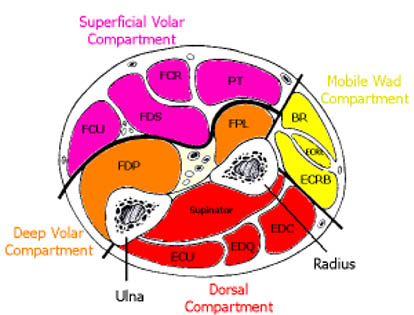 Superficial Volar
Compartment
Mobile Wad
Compartment
FCR
PT
FDS
FCU
FPL
BR
ECRL
ECRB
FDP
Supinator
EDC
EDQ
ECU
Deep Volar
Compartment
Radius
Ulna
Dorsal
Compartment